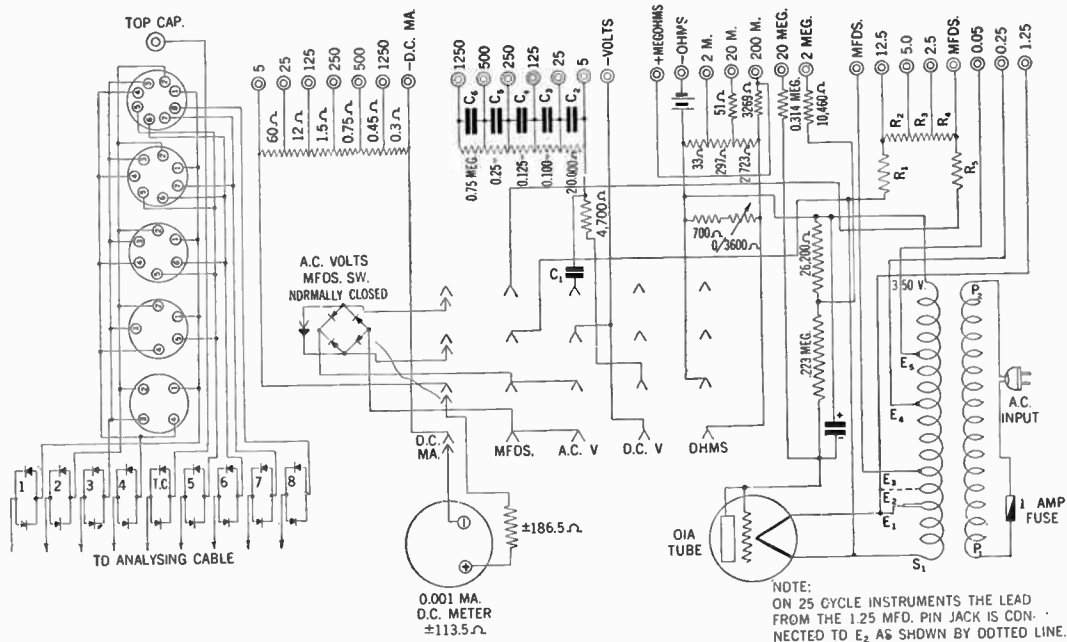 TOP CAP.
5
25
125
250
500
1250
-D.C. MA.
60Ω
12Ω
1.5Ω
0.75Ω
0.45Ω
0.3Ω
1250
500
250
125
25
5
-VOLTS
C6
C5
C4
C3
C2
0.75 MEG.
0.25-
0.125-
0.100-
20,000Ω
4,700Ω
C1
+MEGOHMS
-OHMS
2 M.
20 M.
200 M.
20 MEG.
2 MEG.
51Ω
3269Ω
0.314 MEG.
10,460Ω
33Ω
297Ω
2723Ω
700Ω
0/3600Ω
26,200Ω
.223 MEG.
MFDS.
12.5
5.0
2.5
MFDS.
0.05
0.25
1.25
R1
R2
R3
R4
R5
350 V.
P2
E5
E4
E3
E2
E1
S1
P1
A.C.
INPUT
1 AMP
FUSE
A.C. VOLTS
MFDS. SW.
NORMALLY CLOSED
D.C.
MA.
MFDS.
A.C. V
D.C. V
OHMS
1
2
3
4
T.C.
5
6
7
8
TO ANALYSING CABLE
±186.5Ω
0.001 MA.
D.C. METER
±113.5Ω
OIA
TUBE
NOTE:
ON 25 CYCLE INSTRUMENTS THE LEAD
FROM THE 1.25 MFD. PIN JACK IS CON-
NECTED TO E2 AS SHOWN BY DOTTED LINE.